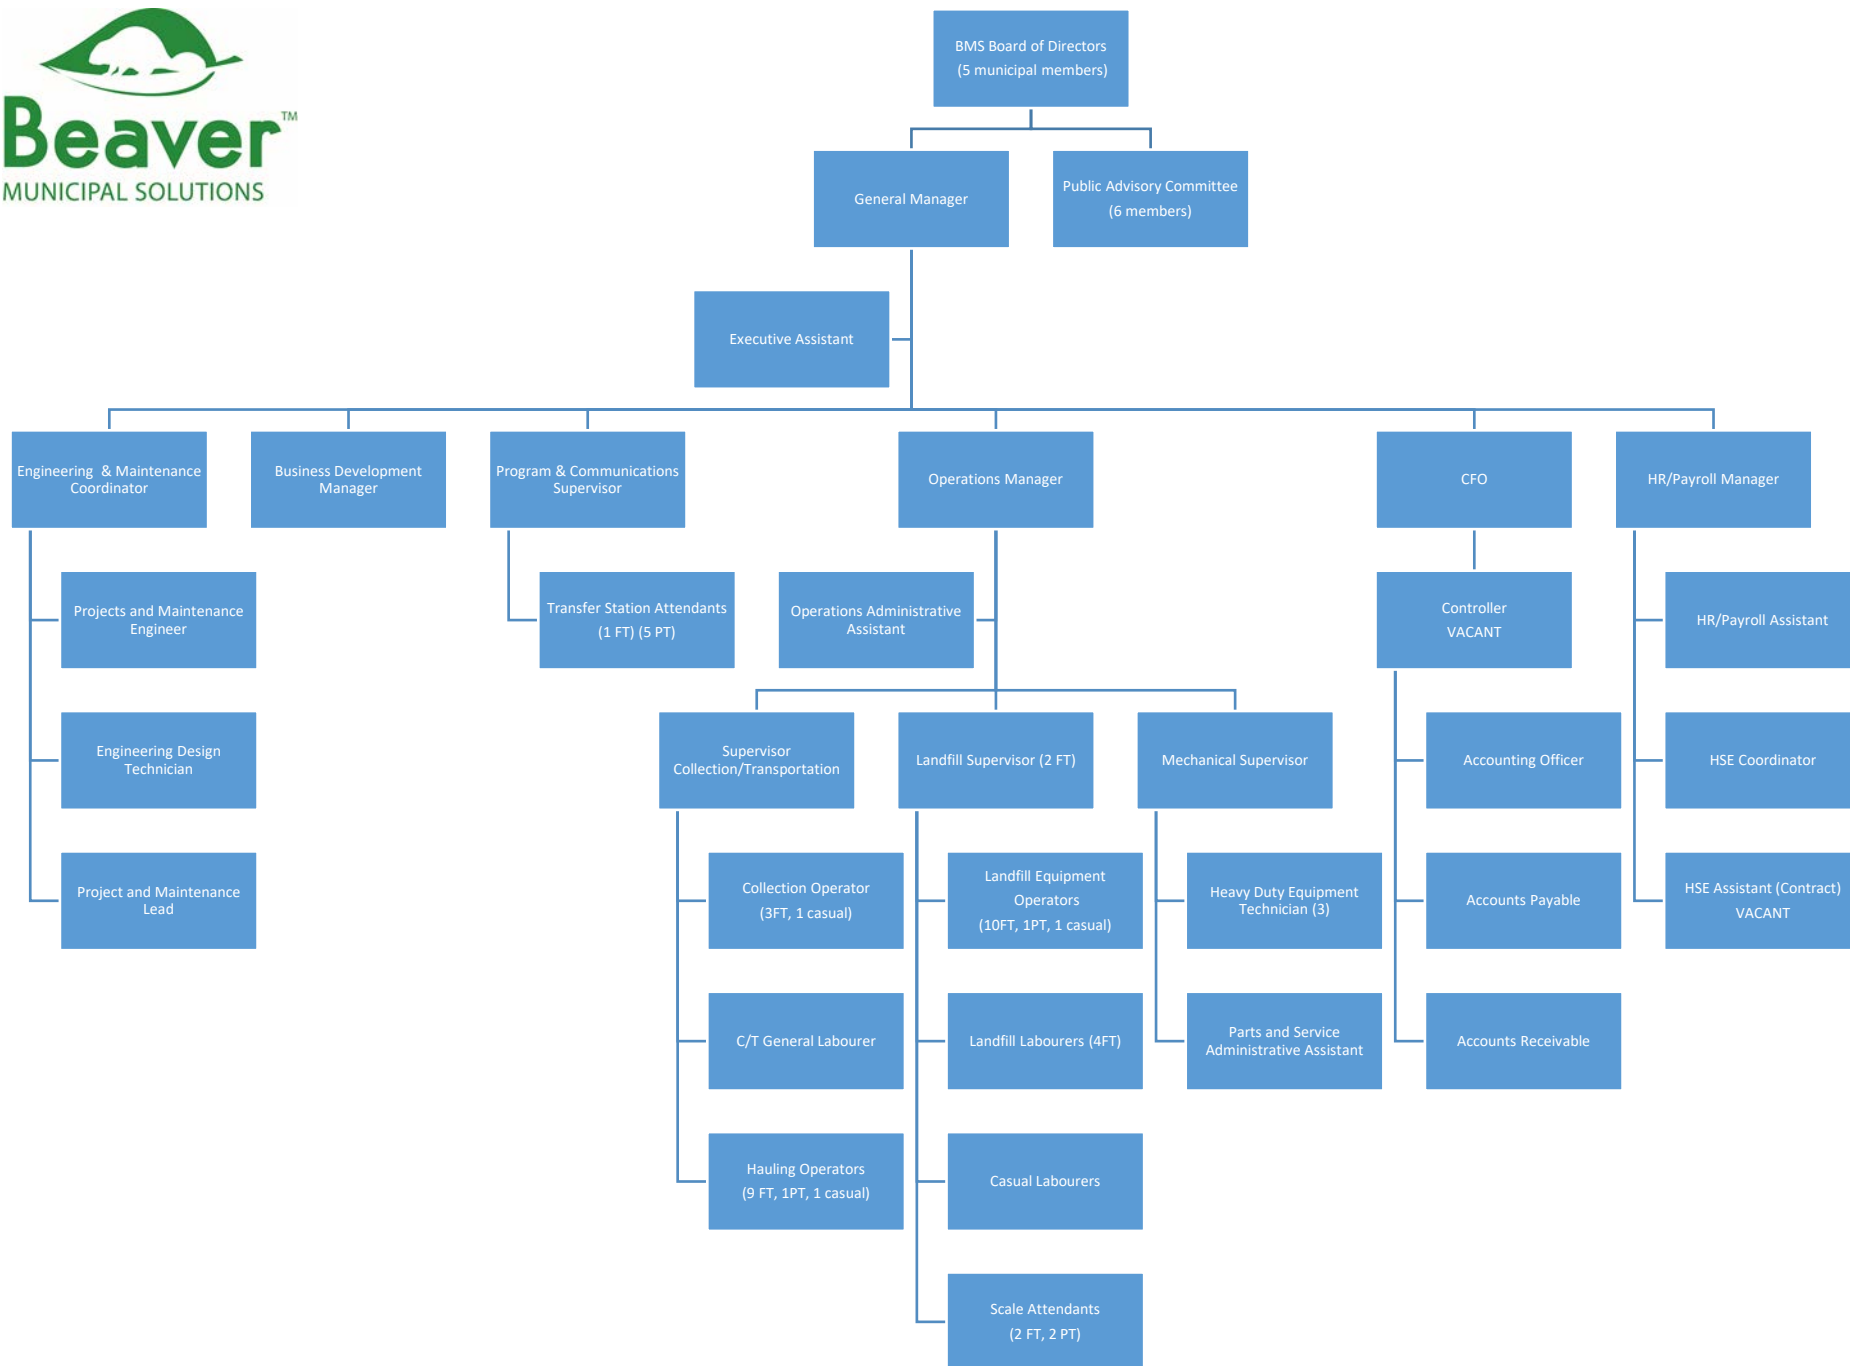 Beaver™
MUNICIPAL SOLUTIONS
BMS Board of Directors
(5 municipal members)
General Manager
Public Advisory Committee
(6 members)
Executive Assistant
Engineering & Maintenance
Coordinator
Business Development
Manager
Program & Communications
Supervisor
Operations Manager
CFO
HR/Payroll Manager
Projects and Maintenance
Engineer
Transfer Station Attendants
(1 FT) (5 PT)
Operations Administrative
Assistant
Controller
VACANT
HR/Payroll Assistant
Engineering Design
Technician
Supervisor
Collection/Transportation
Landfill Supervisor (2 FT)
Mechanical Supervisor
Accounting Officer
HSE Coordinator
Project and Maintenance
Lead
Collection Operator
(3FT, 1 casual)
Landfill Equipment
Operators
(10FT, 1PT, 1 casual)
Heavy Duty Equipment
Technician (3)
Accounts Payable
HSE Assistant (Contract)
VACANT
C/T General Labourer
Landfill Labourers (4FT)
Parts and Service
Administrative Assistant
Accounts Receivable
Hauling Operators
(9 FT, 1PT, 1 casual)
Casual Labourers
Scale Attendants
(2 FT, 2 PT)